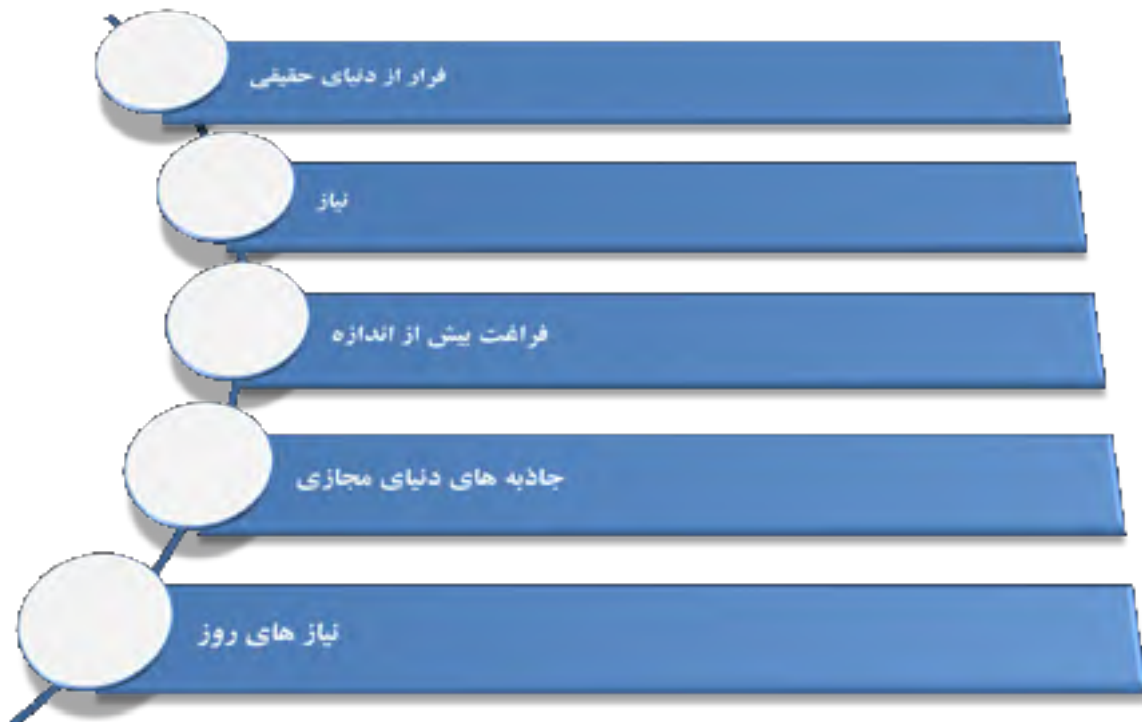 فرار از دنیای حقیقی
نیاز
فراغت بیش از اندازه
جاذبه های دنیای مجازی
نیاز های روز